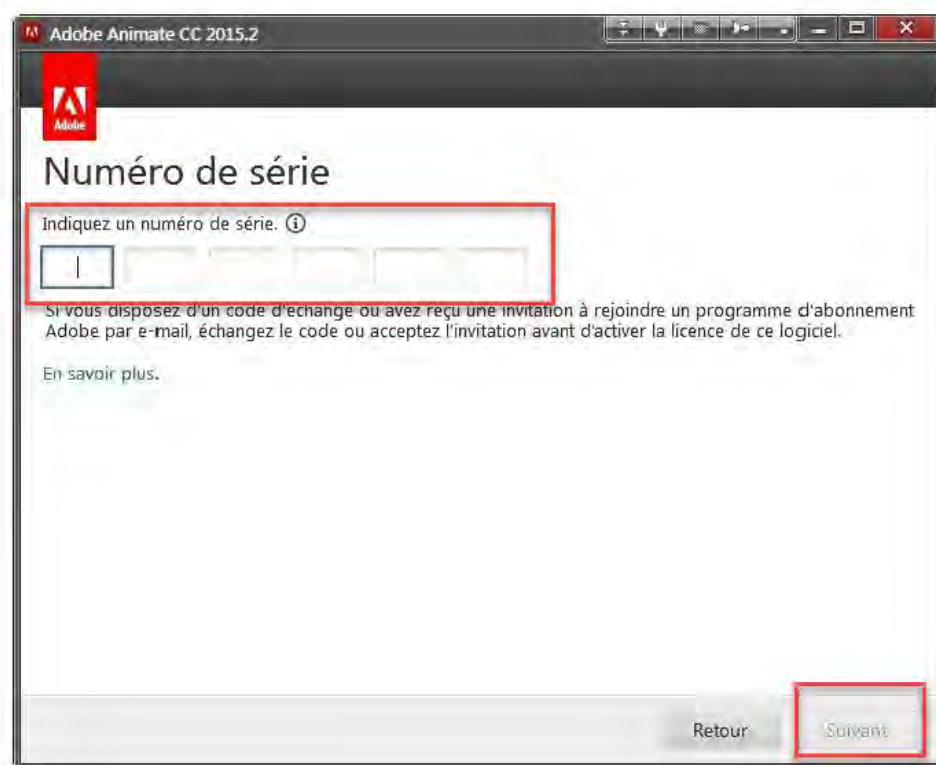 Adobe Animate CC 2015.2
Adobe
Numéro de série
Indiquez un numéro de série.
Si vous disposez d'un code d'échange ou avez reçu une invitation à rejoindre un programme d'abonnement
Adobe par e-mail, échangez le code ou acceptez l'invitation avant d'activer la licence de ce logiciel.
En savoir plus.
Retour
Suivant